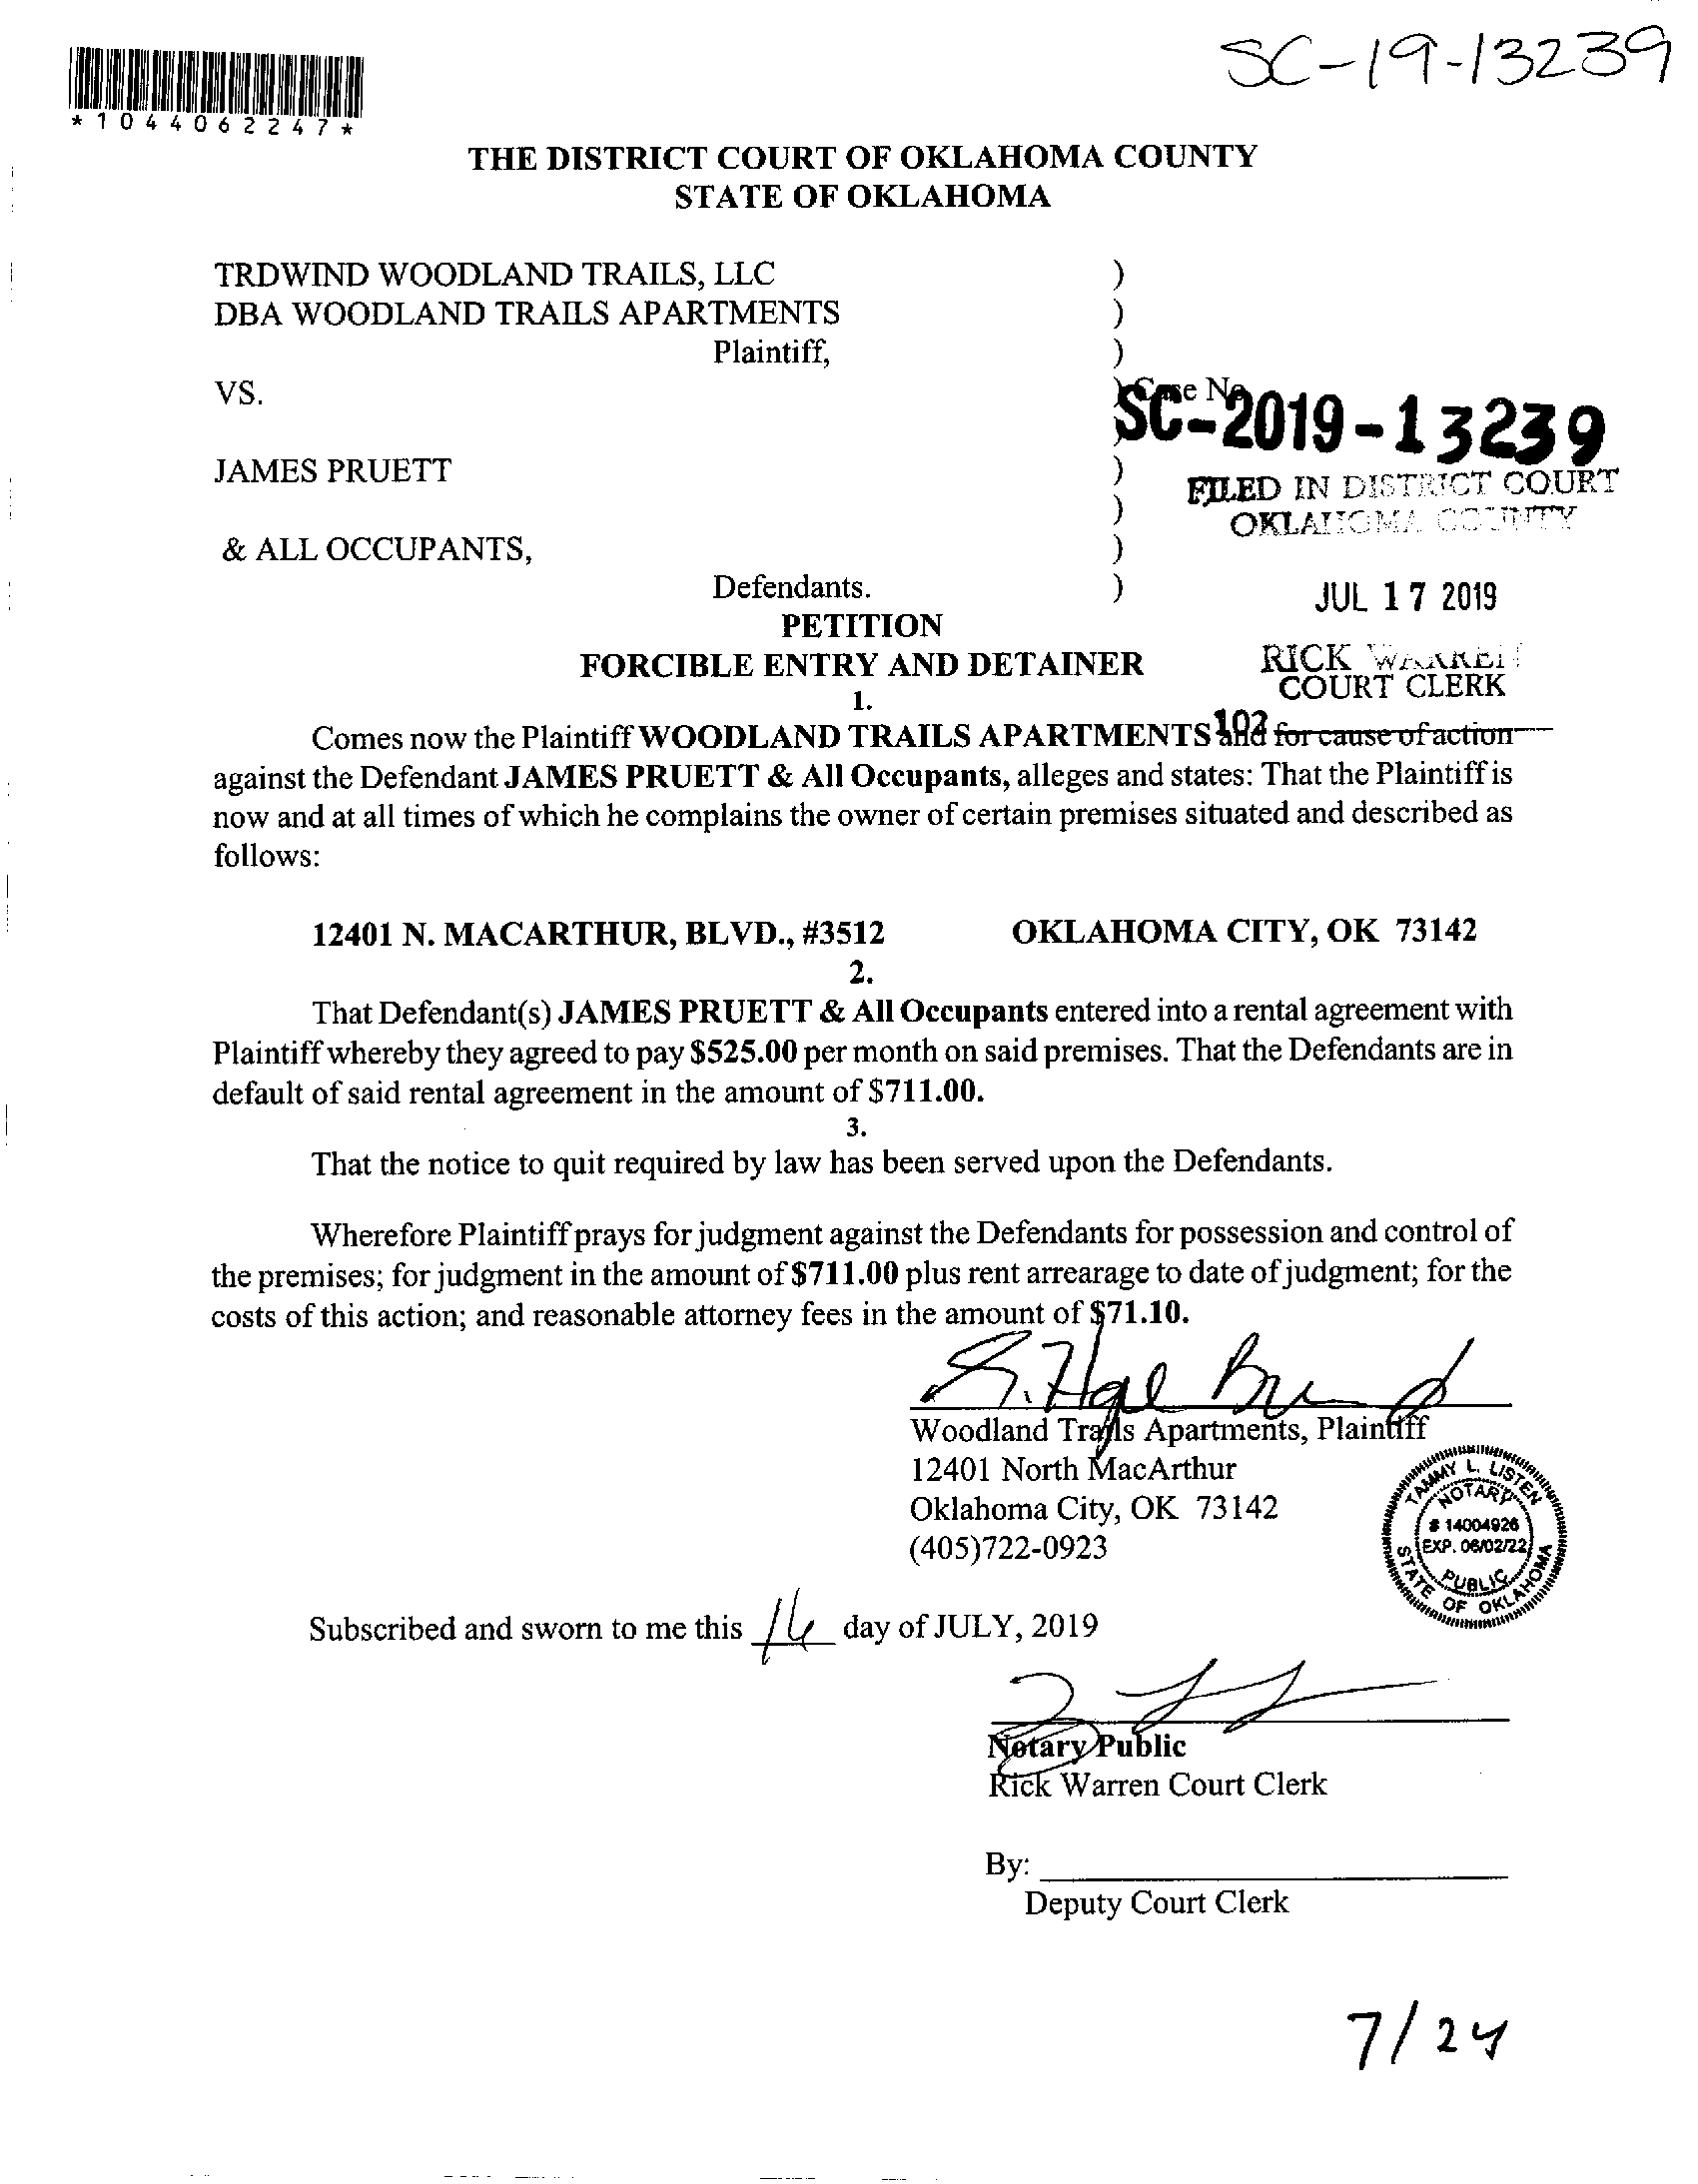 SC-19-13239
*1044062247*
THE DISTRICT COURT OF OKLAHOMA COUNTY
STATE OF OKLAHOMA
TRDWIND WOODLAND TRAILS, LLC )
DBA WOODLAND TRAILS APARTMENTS )
Plaintiff, )
VS. ) Case No.
SC-2019-13239
JAMES PRUETT )
FILED IN DISTRICT COURT
) OKLAHOMA COUNTY
& ALL OCCUPANTS, )
Defendants. )
JUL 17 2019
PETITION
FORCIBLE ENTRY AND DETAINER
RICK WARREN
COURT CLERK
1.
Comes now the Plaintiff WOODLAND TRAILS APARTMENTS and for cause of action
102
against the Defendant JAMES PRUETT & All Occupants, alleges and states: That the Plaintiff is
now and at all times of which he complains the owner of certain premises situated and described as
follows:
12401 N. MACARTHUR, BLVD., #3512 OKLAHOMA CITY, OK 73142
2.
That Defendant(s) JAMES PRUETT & All Occupants entered into a rental agreement with
Plaintiff whereby they agreed to pay $525.00 per month on said premises. That the Defendants are in
default of said rental agreement in the amount of $711.00.
3.
That the notice to quit required by law has been served upon the Defendants.
Wherefore Plaintiff prays for judgment against the Defendants for possession and control of
the premises; for judgment in the amount of $711.00 plus rent arrearage to date of judgment; for the
costs of this action; and reasonable attorney fees in the amount of $71.10.
Woodland Trails Apartments, Plaintiff
12401 North MacArthur
Oklahoma City, OK 73142
(405)722-0923
TAMMY L. LISTEN
NOTARY
# 14004926
EXP. 06/02/22
PUBLIC
STATE OF OKLAHOMA
Subscribed and sworn to me this 16 day of JULY, 2019
Notary Public
Rick Warren Court Clerk
By:
Deputy Court Clerk
7/24